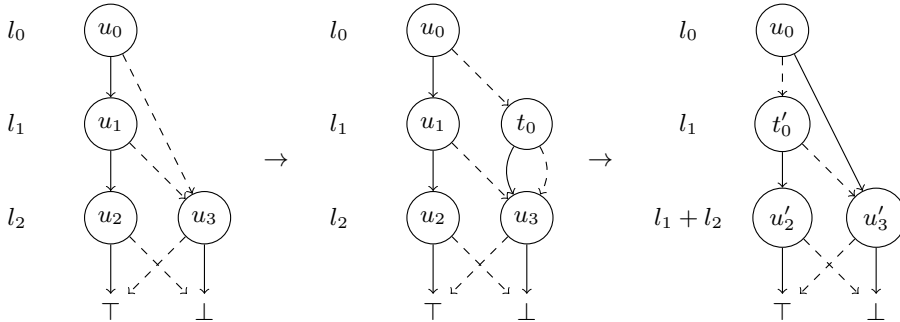 l₀ u₀ l₀ u₀ l₀ u₀
l₁ u₁ l₁ u₁ t₀ l₁ t′₀
→ →
l₂ u₂ u₃ l₂ u₂ u₃ l₁ + l₂ u′₂ u′₃
⊤ ⊥ ⊤ ⊥ ⊤ ⊥